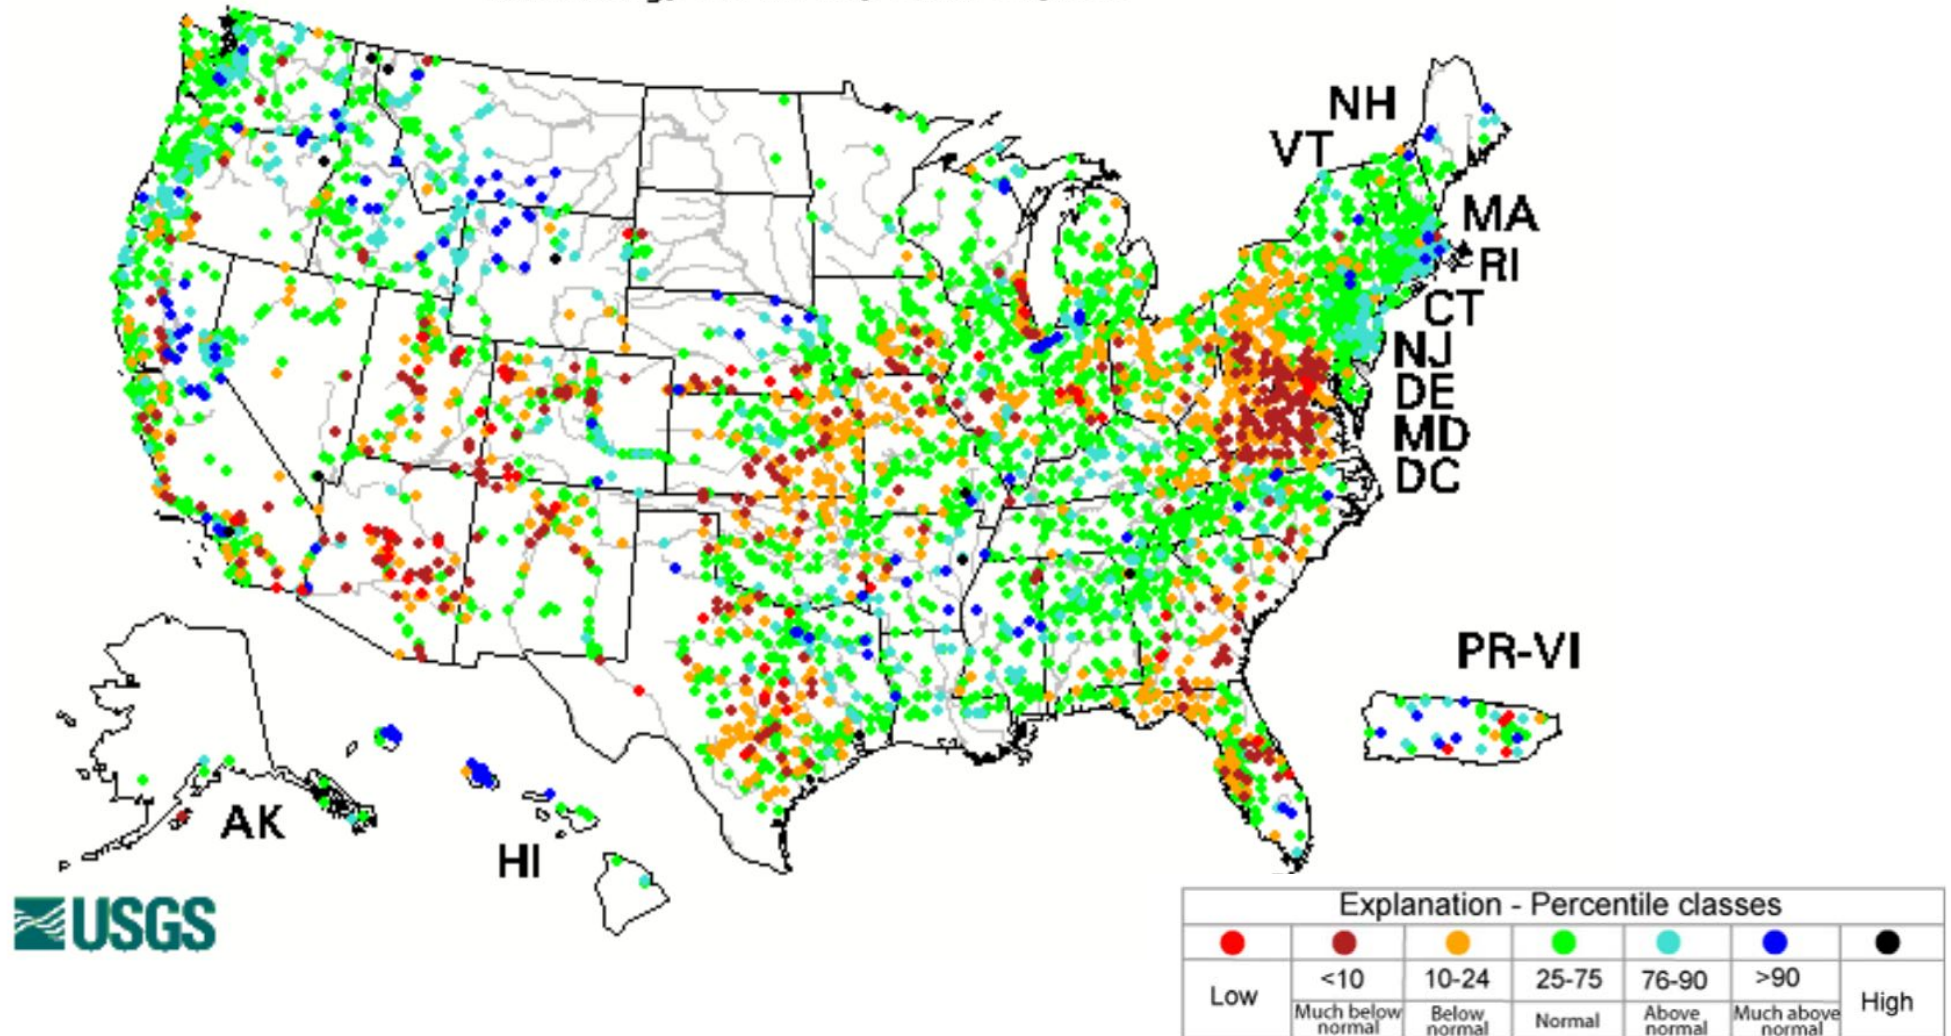 NH
VT
MA
RI
CT
NJ
DE
MD
DC
PR-VI
AK
HI
USGS
Explanation - Percentile classes
Low <10 10-24 25-75 76-90 >90 High
Much below normal Below normal Normal Above normal Much above normal